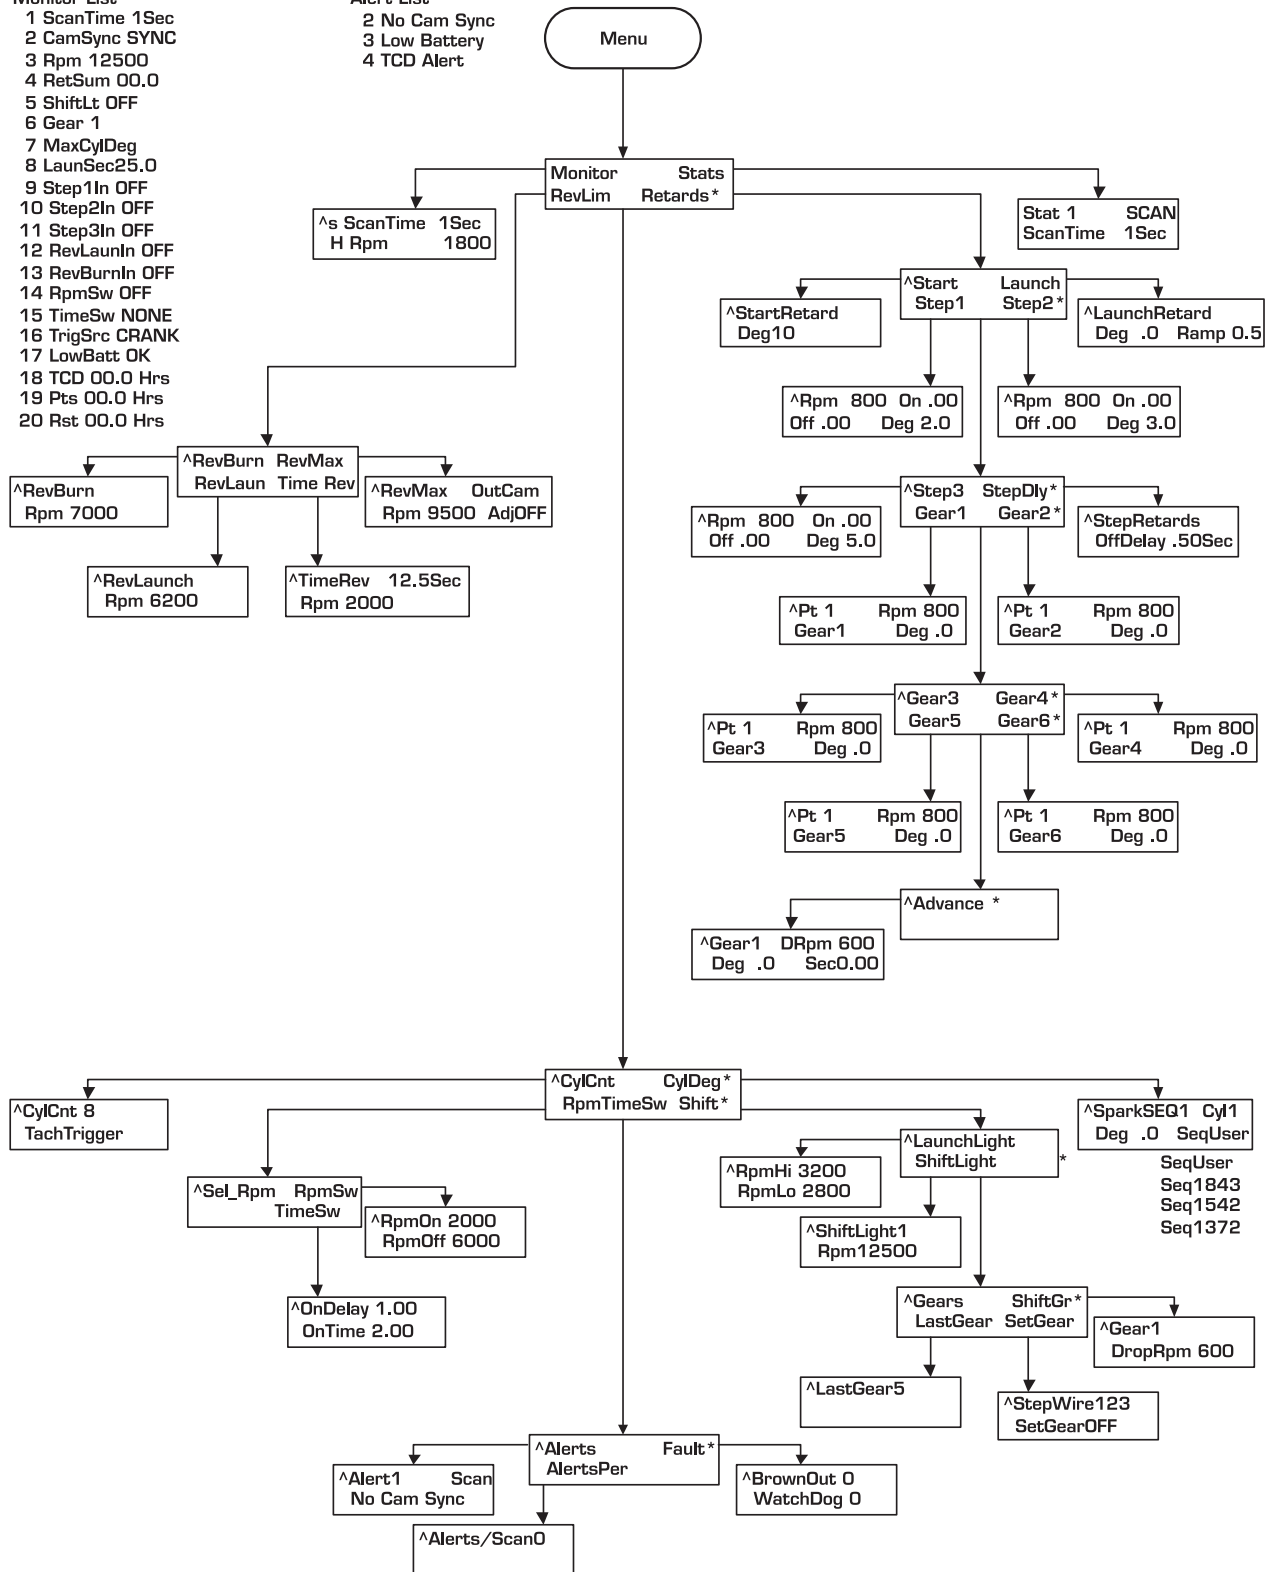 Monitor List
1 ScanTime 1Sec
2 CamSync SYNC
3 Rpm 12500
4 RetSum 00.0
5 ShiftLt OFF
6 Gear 1
7 MaxCylDeg
8 LaunSec25.0
9 Step1In OFF
10 Step2In OFF
11 Step3In OFF
12 RevLaunIn OFF
13 RevBurnIn OFF
14 RpmSw OFF
15 TimeSw NONE
16 TrigSrc CRANK
17 LowBatt OK
18 TCD 00.0 Hrs
19 Pts 00.0 Hrs
20 Rst 00.0 Hrs
Alert List
2 No Cam Sync
3 Low Battery
4 TCD Alert
Menu
Monitor Stats
RevLim Retards*
^s ScanTime 1Sec
H Rpm 1800
Stat 1 SCAN
ScanTime 1Sec
^Start Launch
Step1 Step2*
^StartRetard
Deg10
^LaunchRetard
Deg .0 Ramp 0.5
^Rpm 800 On .00
Off .00 Deg 2.0
^Rpm 800 On .00
Off .00 Deg 3.0
^RevBurn RevMax
RevLaun Time Rev
^RevBurn
Rpm 7000
^RevMax OutCam
Rpm 9500 AdjOFF
^RevLaunch
Rpm 6200
^TimeRev 12.5Sec
Rpm 2000
^Step3 StepDly*
Gear1 Gear2*
^Rpm 800 On .00
Off .00 Deg 5.0
^StepRetards
OffDelay .50Sec
^Pt 1 Rpm 800
Gear1 Deg .0
^Pt 1 Rpm 800
Gear2 Deg .0
^Gear3 Gear4*
Gear5 Gear6*
^Pt 1 Rpm 800
Gear3 Deg .0
^Pt 1 Rpm 800
Gear4 Deg .0
^Pt 1 Rpm 800
Gear5 Deg .0
^Pt 1 Rpm 800
Gear6 Deg .0
^Advance *
^Gear1 DRpm 600
Deg .0 Sec0.00
^CylCnt CylDeg*
RpmTimeSw Shift*
^CylCnt 8
TachTrigger
^SparkSEQ1 Cyl1
Deg .0 SeqUser
SeqUser
Seq1843
Seq1542
Seq1372
^LaunchLight
ShiftLight *
^RpmHi 3200
RpmLo 2800
^Sel_Rpm RpmSw
TimeSw
^RpmOn 2000
RpmOff 6000
^ShiftLight1
Rpm12500
^OnDelay 1.00
OnTime 2.00
^Gears ShiftGr*
LastGear SetGear
^Gear1
DropRpm 600
^LastGear5
^StepWire123
SetGearOFF
^Alerts Fault*
AlertsPer
^Alert1 Scan
No Cam Sync
^BrownOut 0
WatchDog 0
^Alerts/Scan0